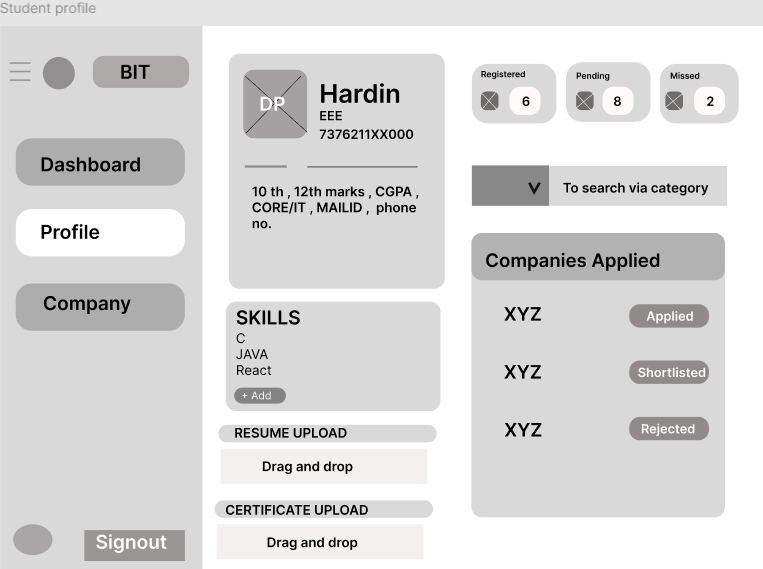 Student profile
BIT
Dashboard
Profile
Company
Signout
DP
Hardin
EEE
7376211XX000
10 th , 12th marks , CGPA ,
CORE/IT , MAILID ,  phone
no.
SKILLS
C
JAVA
React
+ Add
RESUME UPLOAD
Drag and drop
CERTIFICATE UPLOAD
Drag and drop
Registered
6
Pending
8
Missed
2
V To search via category
Companies Applied
XYZ Applied
XYZ Shortlisted
XYZ Rejected